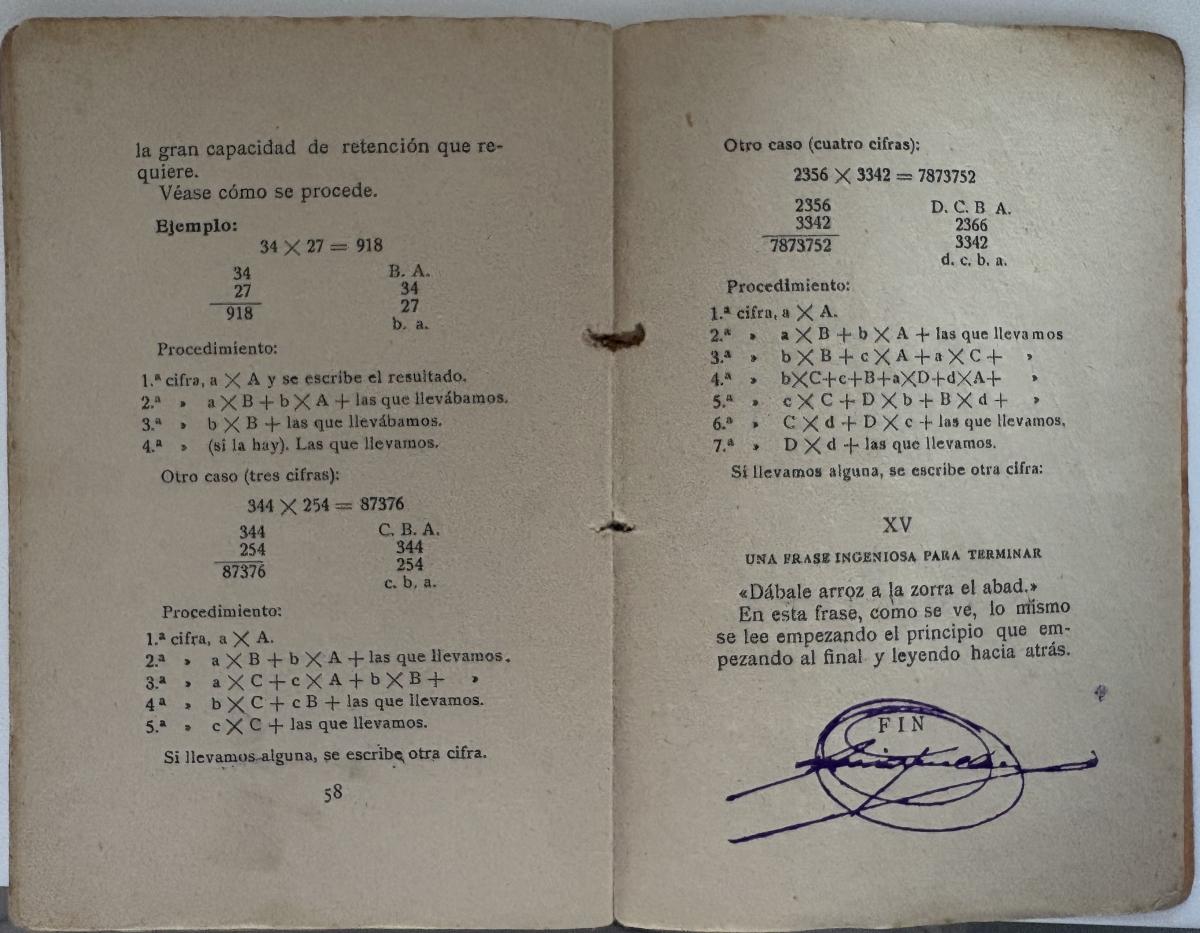 la gran capacidad de retención que re-
quiere.
Véase cómo se procede.
Ejemplo:
34 × 27 = 918
34 B. A.
27 34
918 27
b. a.
Procedimiento:
1.ª cifra, a × A y se escribe el resultado.
2.ª » a × B + b × A + las que llevábamos.
3.ª » b × B + las que llevábamos.
4.ª » (si la hay). Las que llevamos.
Otro caso (tres cifras):
344 × 254 = 87376
344 C. B. A.
254 344
87376 254
c. b, a.
Procedimiento:
1.ª cifra, a × A.
2.ª » a × B + b × A + las que llevamos.
3.ª » a × C + c × A + b × B + »
4ª » b × C + cB + las que llevamos.
5.ª » c × C + las que llevamos.
Si llevamos alguna, se escribe otra cifra.
58
Otro caso (cuatro cifras):
2356 × 3342 = 7873752
2356 D. C. B A.
3342 2366
7873752 3342
d. c. b. a.
Procedimiento:
1.ª cifra, a × A.
2.ª » a × B + b × A + las que llevamos
3.ª » b × B + c × A + a × C + »
4.ª » b×C+c+B+a×D+d×A+ »
5.ª » c × C + D × b + B × d + »
6.ª » C × d + D × c + las que llevamos.
7.ª » D × d + las que llevamos.
Si llevamos alguna, se escribe otra cifra:
XV
UNA FRASE INGENIOSA PARA TERMINAR
«Dábale arroz a la zorra el abad.»
En esta frase, como se ve, lo mismo
se lee empezando el principio que em-
pezando al final y leyendo hacia atrás.
FIN